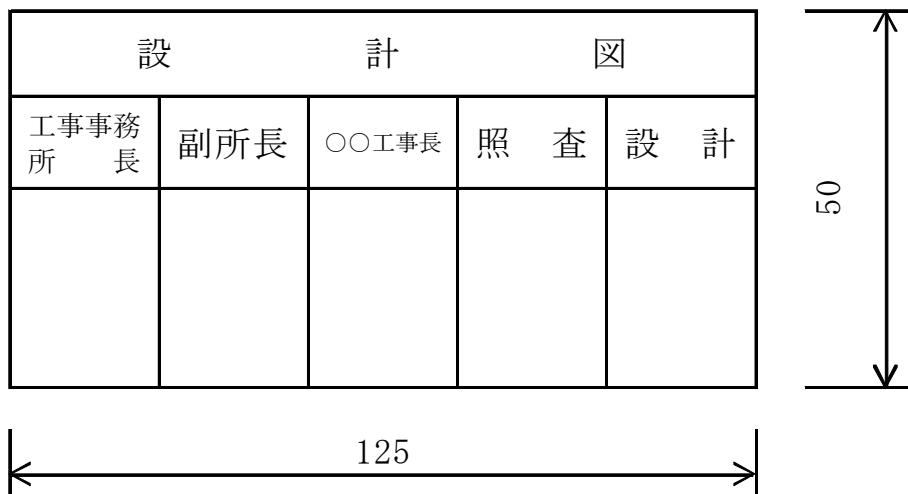 設 計 図
工事事務 副所長 ○○工事長 照 査 設 計
所 長
50
125